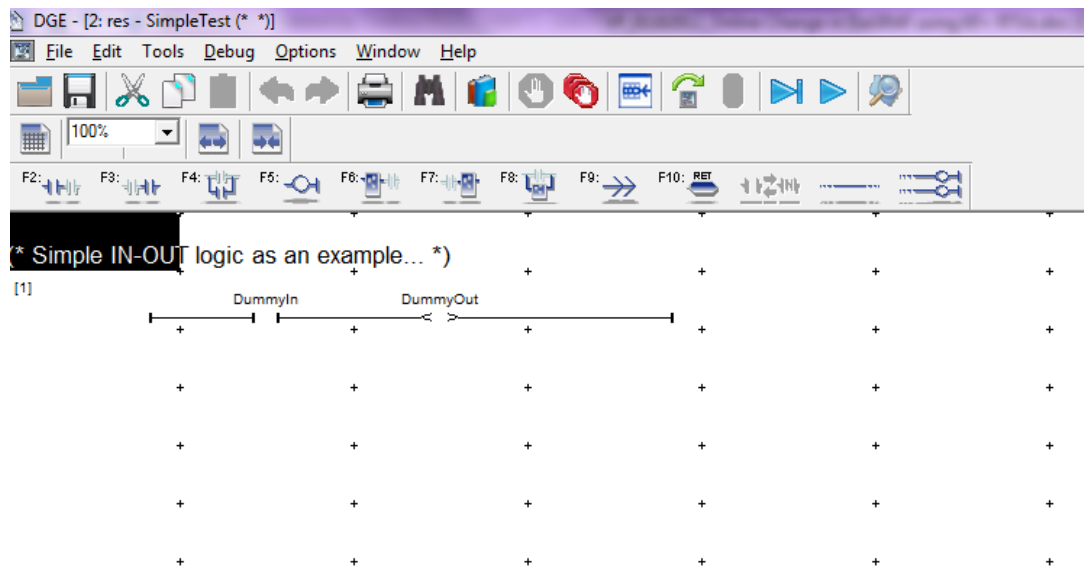 DGE - [2: res - SimpleTest (* *)]
File Edit Tools Debug Options Window Help
100%
F2: F3: F4: F5: F6: F7: F8: F9: F10: RET
(* Simple IN-OUT logic as an example... *)
[1]
DummyIn DummyOut